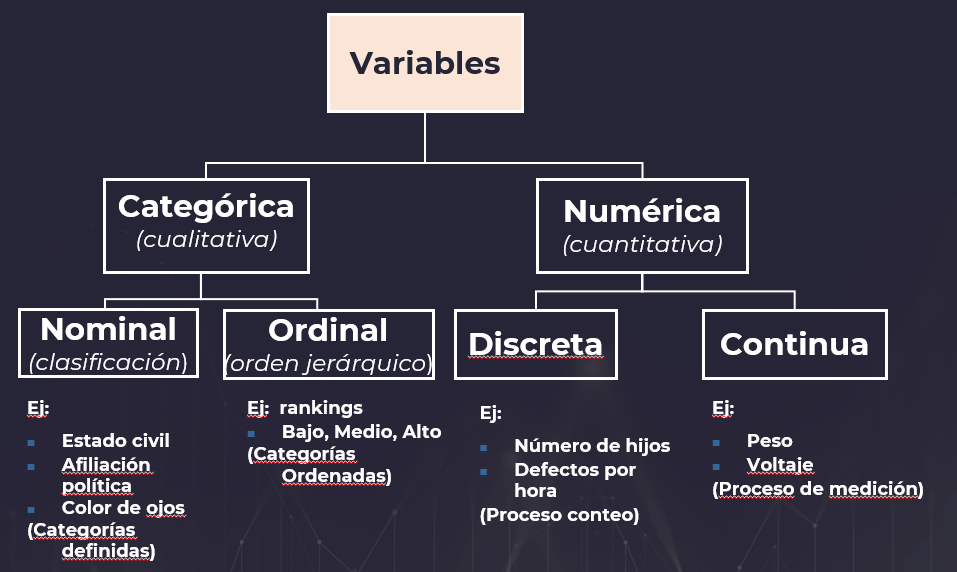 Variables
Categórica
(cualitativa)
Numérica
(cuantitativa)
Nominal
(clasificación)
Ordinal
(orden jerárquico)
Discreta
Continua
Ej:
Estado civil
Afiliación
política
Color de ojos
(Categorías
definidas)
Ej: rankings
Bajo, Medio, Alto
(Categorías
Ordenadas)
Ej:
Número de hijos
Defectos por
hora
(Proceso conteo)
Ej:
Peso
Voltaje
(Proceso de medición)